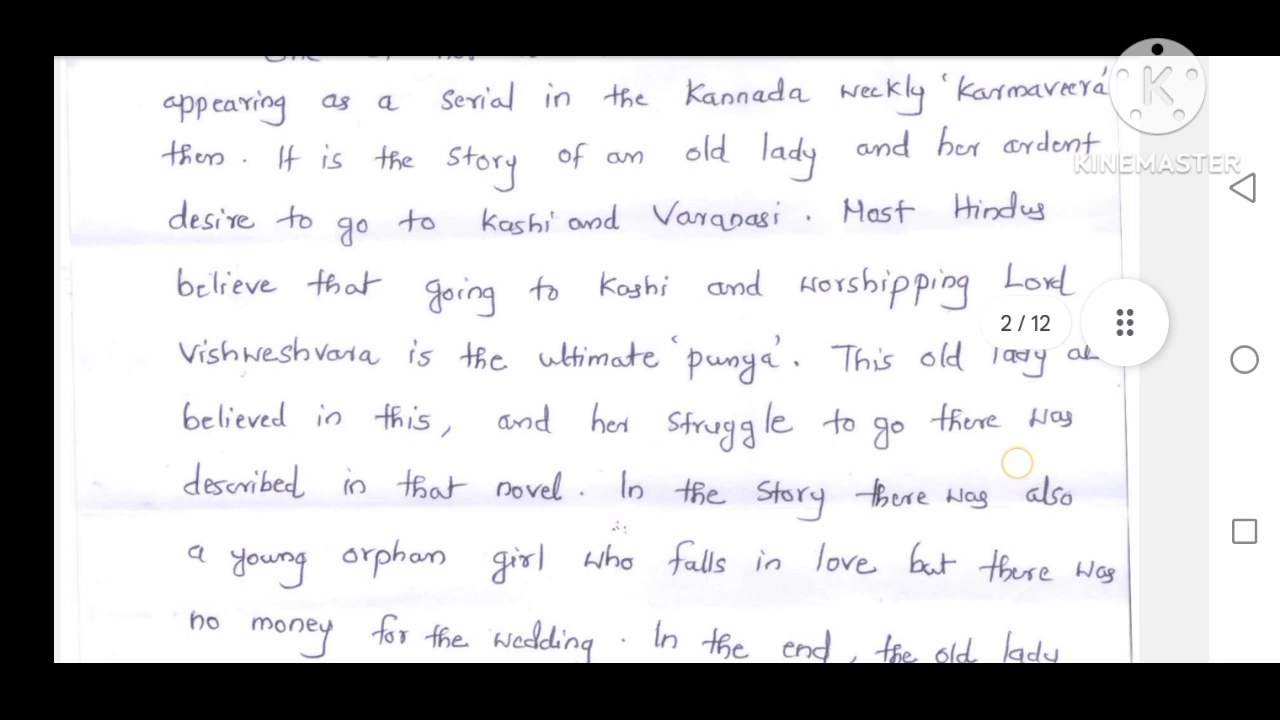 appearing as a serial in the Kannada weekly 'Karmaveera'
then. It is the story of an old lady and her ardent
KINEMASTER
desire to go to Kashi and Varanasi. Most Hindus
believe that going to Kashi and worshipping Lord
2/12
Vishweshvara is the ultimate 'punya'. This old lady
believed in this, and her struggle to go there was
described in that novel. In the story there was also
a young orphan girl who falls in love but there was
no money for the wedding. In the end, the old lady